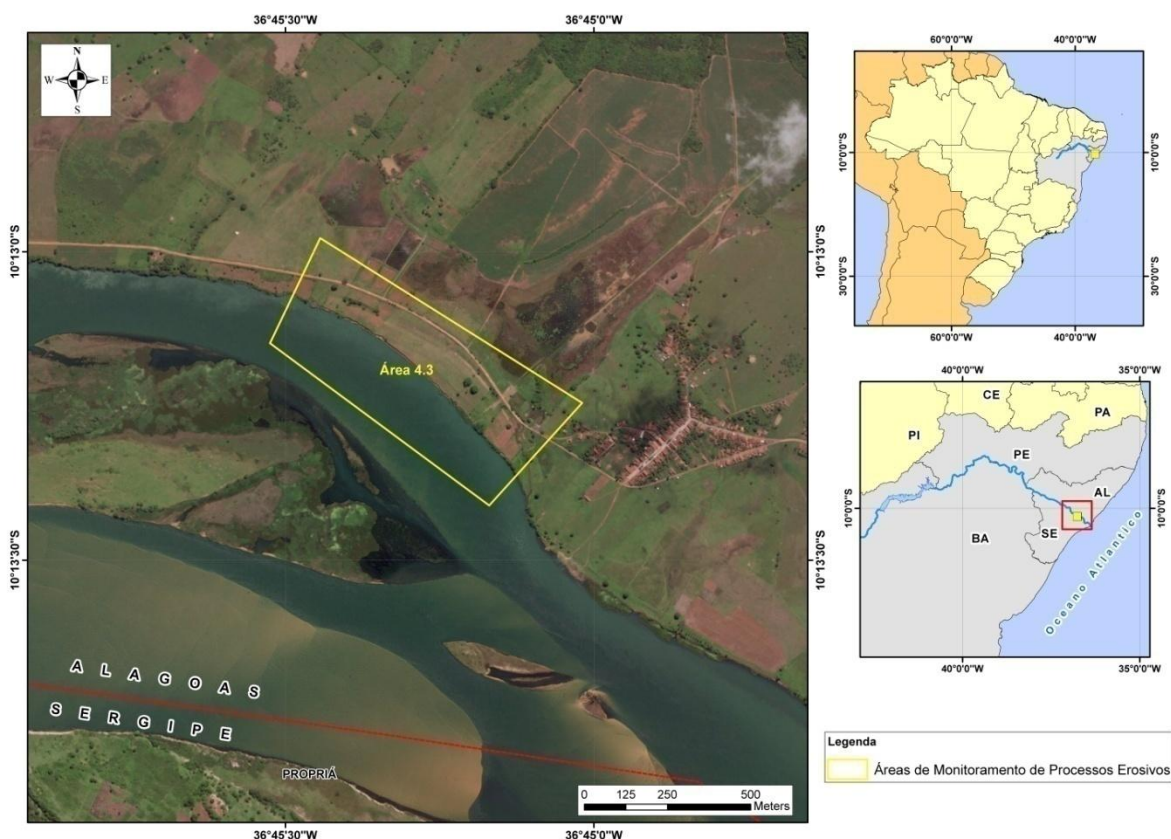 36°45'30"W 36°45'0"W
N
W E
S
10°13'0"S 10°13'0"S
Área 4.3
10°13'30"S 10°13'30"S
ALAGOAS
SERGIPE
PROPRIÁ
0 125 250 500
Meters
36°45'30"W 36°45'0"W
60°0'0"W 40°0'0"W
10°0'0"S 10°0'0"S
30°0'0"S 30°0'0"S
60°0'0"W 40°0'0"W
40°0'0"W 35°0'0"W
CE
PA
PI
PE
AL
10°0'0"S 10°0'0"S
SE
BA
Oceano Atlantico
40°0'0"W 35°0'0"W
Legenda
Áreas de Monitoramento de Processos Erosivos